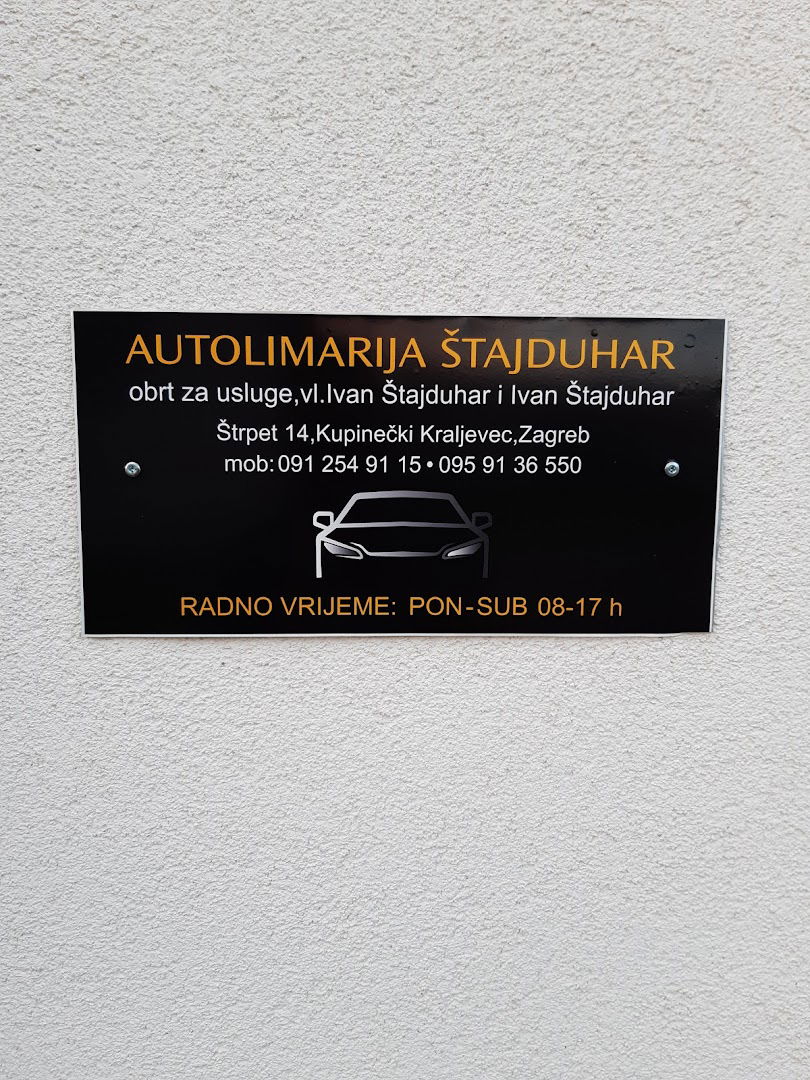 AUTOLIMARIJA ŠTAJDUHAR
obrt za usluge,vl.Ivan Štajduhar i Ivan Štajduhar
Štrpet 14,Kupinečki Kraljevec,Zagreb
mob: 091 254 91 15 • 095 91 36 550
RADNO VRIJEME: PON-SUB 08-17 h